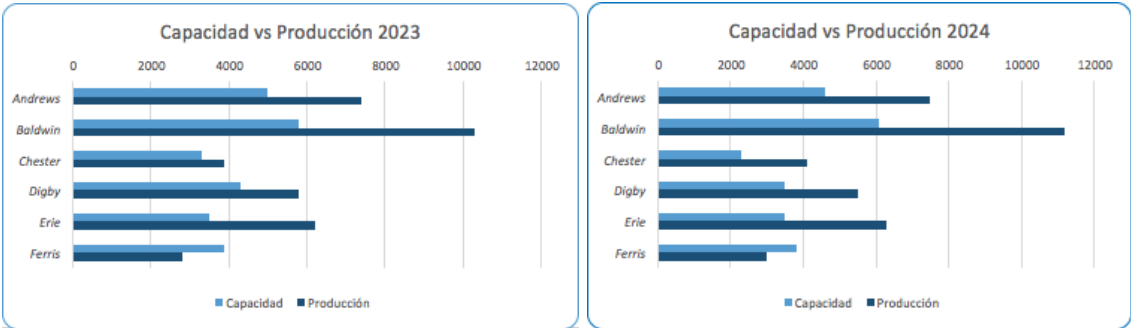 Capacidad vs Producción 2023
0 2000 4000 6000 8000 10000 12000
Andrews
Baldwin
Chester
Digby
Erie
Ferris
Capacidad Producción
Capacidad vs Producción 2024
0 2000 4000 6000 8000 10000 12000
Andrews
Baldwin
Chester
Digby
Erie
Ferris
Capacidad Producción